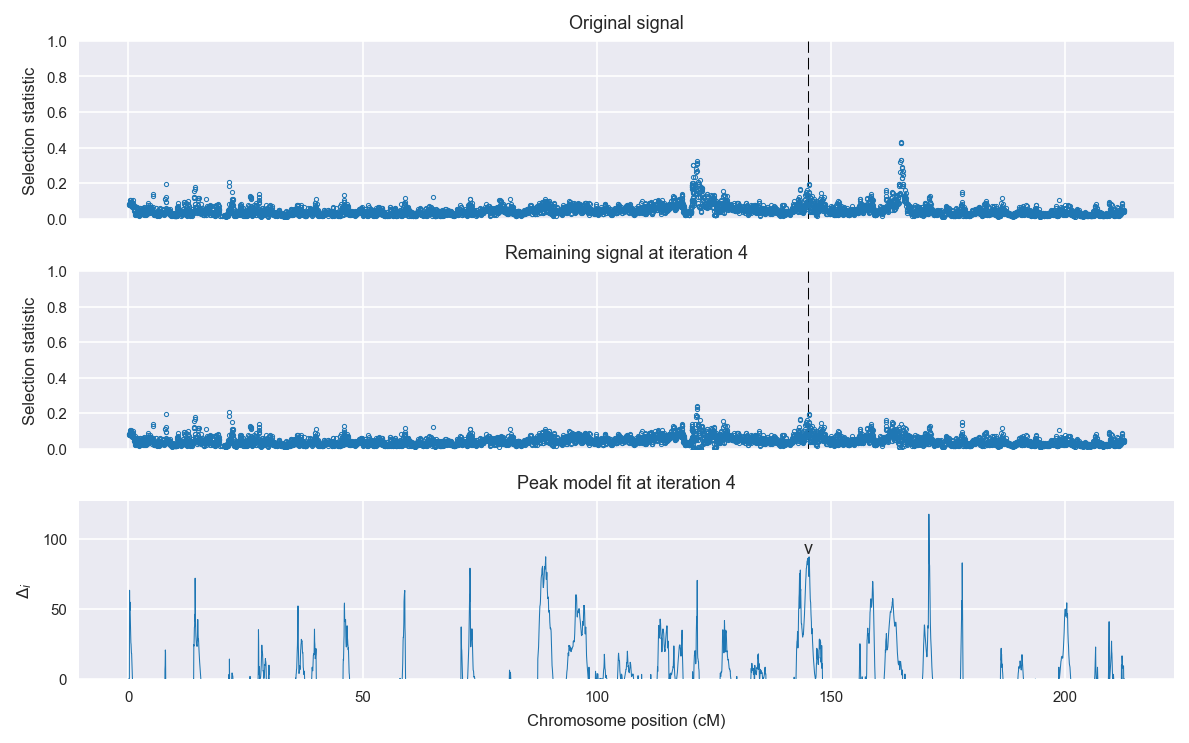 Original signal
1.0
0.8
0.6
0.4
0.2
0.0
Selection statistic
Remaining signal at iteration 4
1.0
0.8
0.6
0.4
0.2
0.0
Selection statistic
Peak model fit at iteration 4
v
100
50
0
Δi
0 50 100 150 200
Chromosome position (cM)